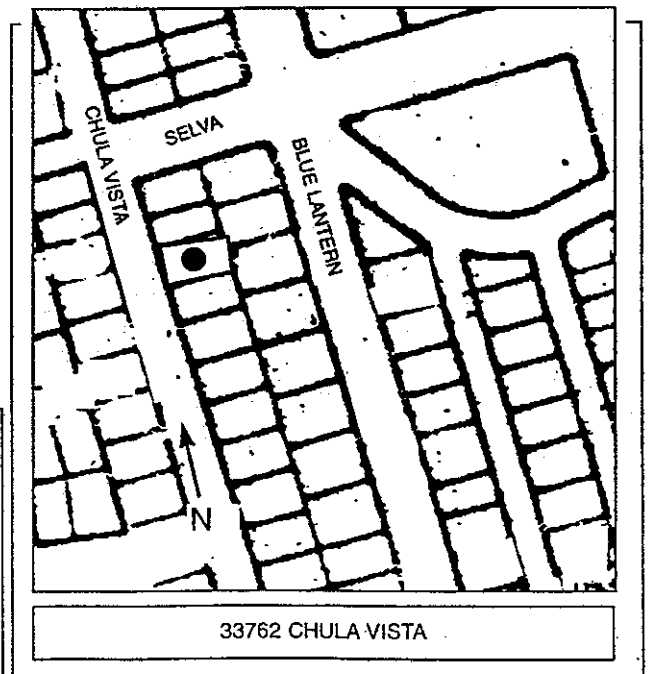 SELVA
CHULA VISTA
BLUE LANTERN
N
33762 CHULA VISTA